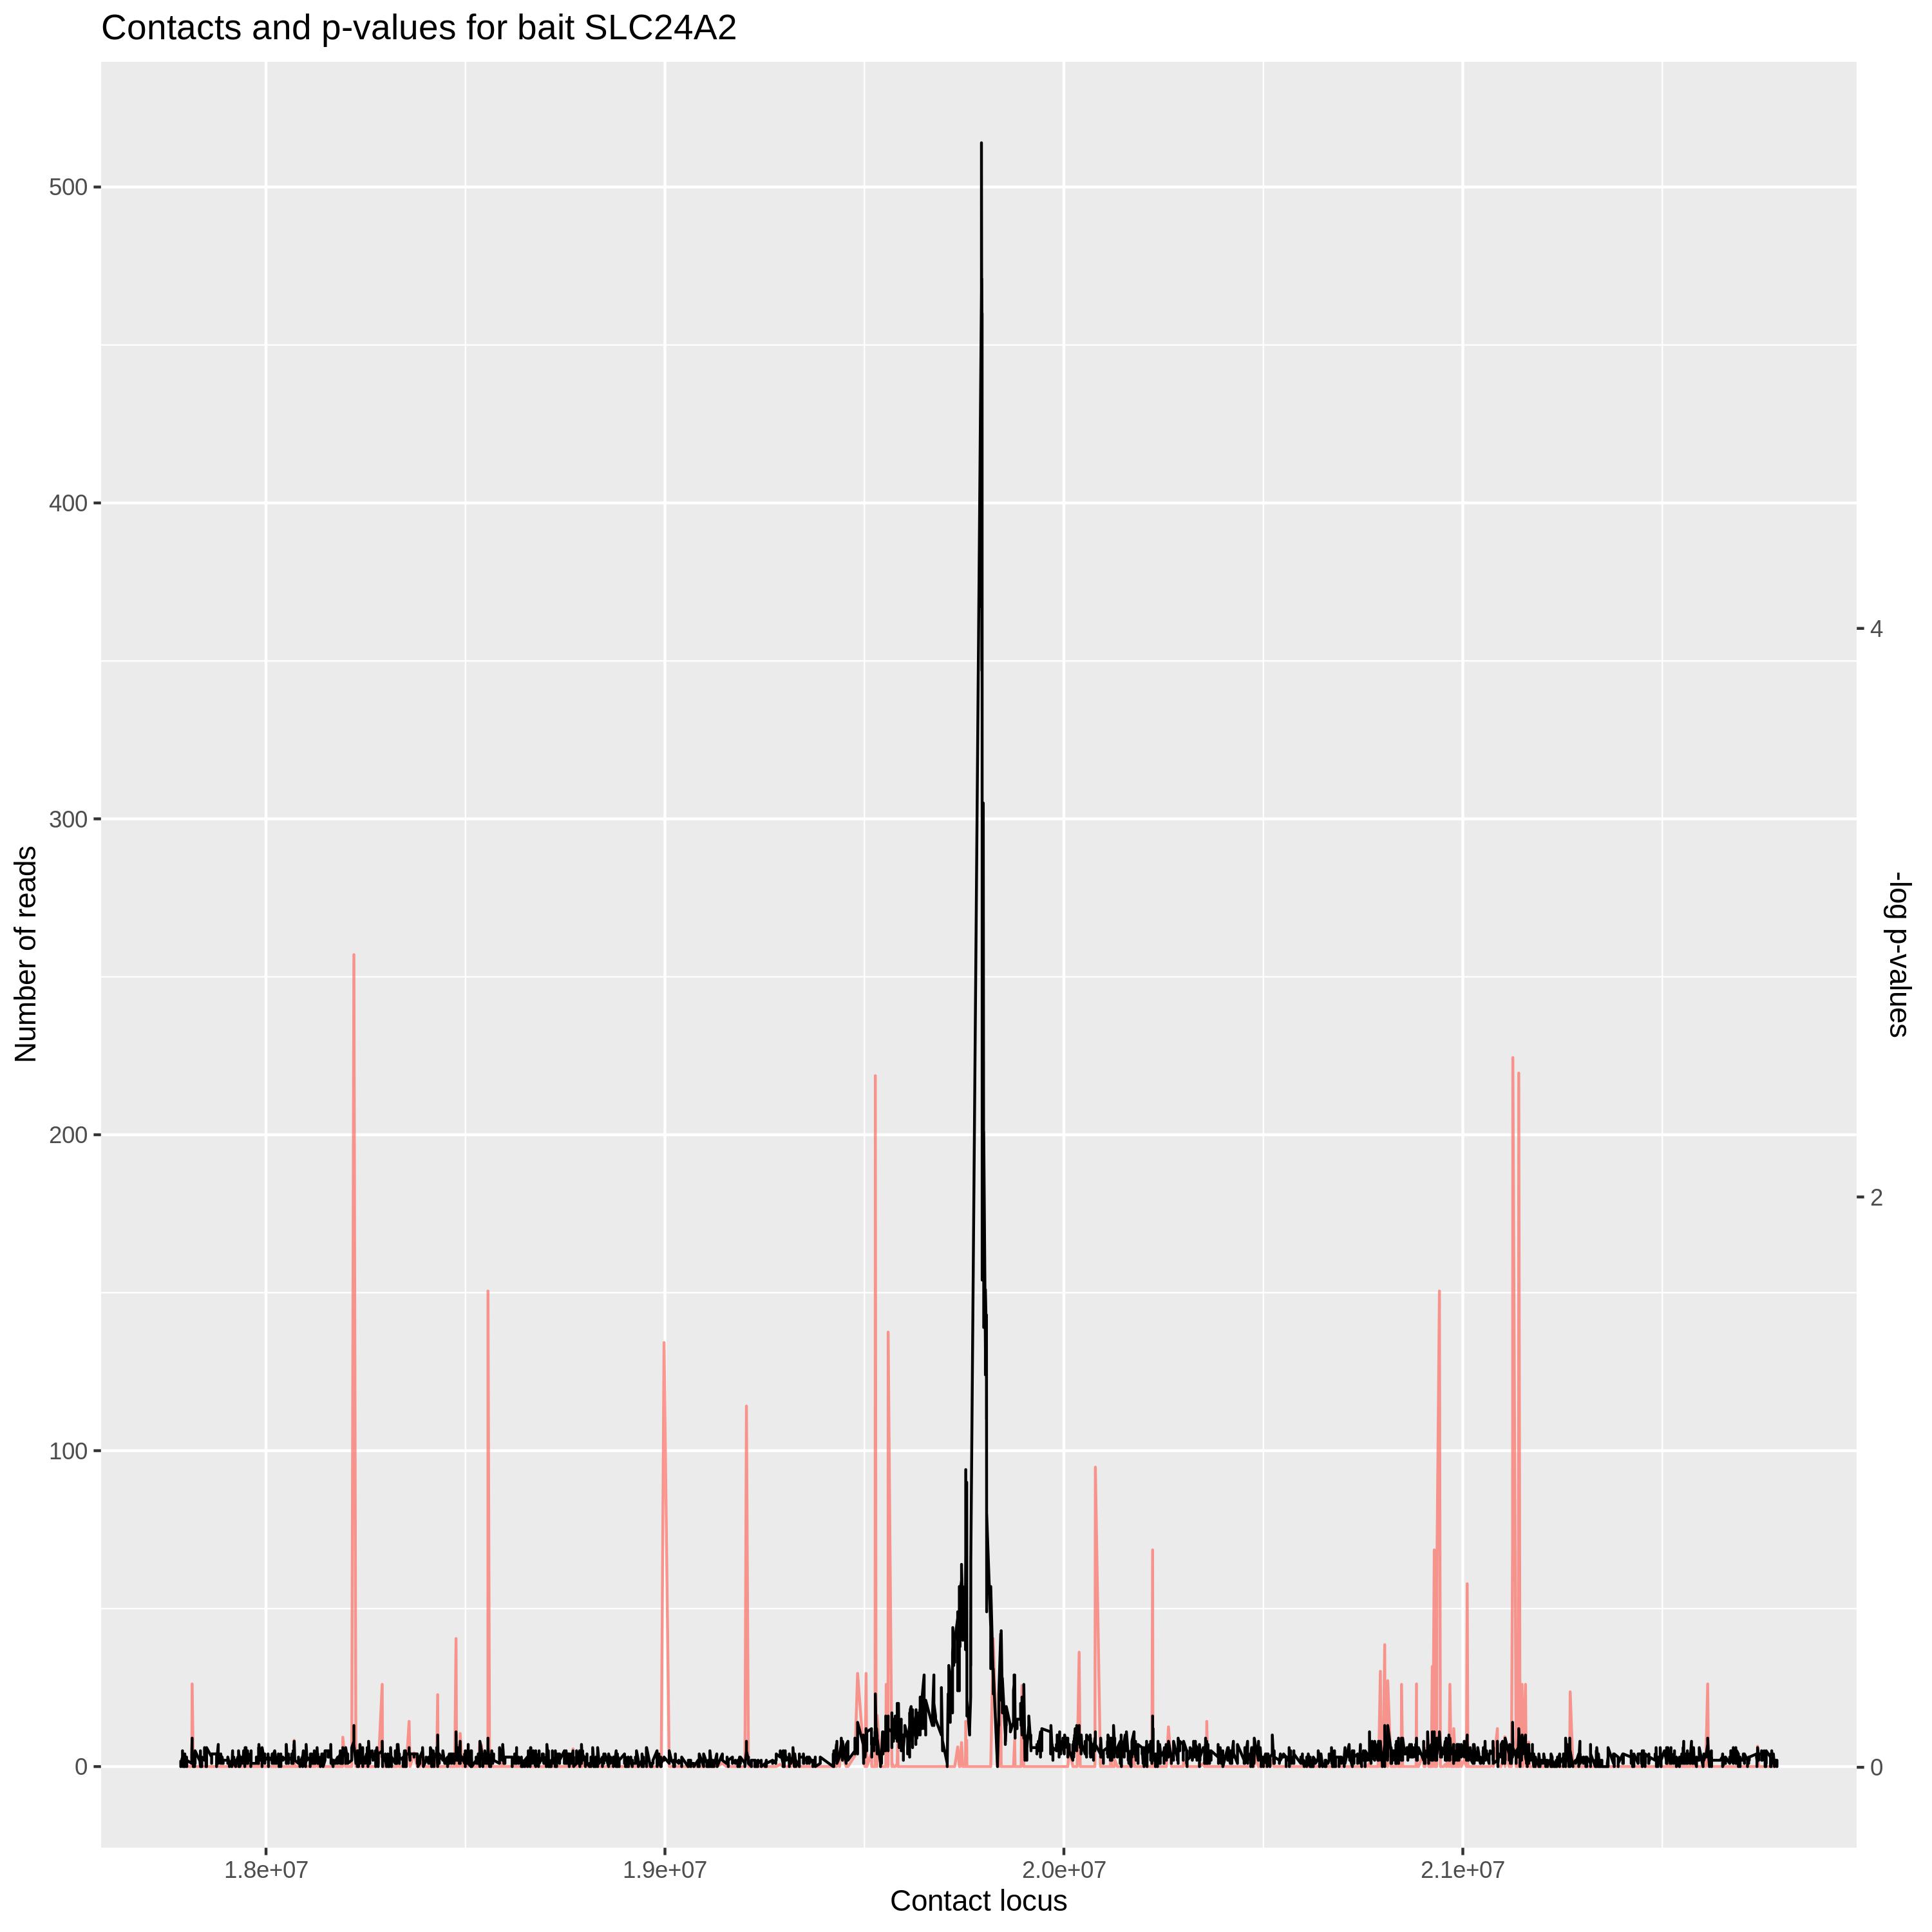 Contacts and p-values for bait SLC24A2
500
400
300
200
100
0
Number of reads
4
2
0
-log p-values
1.8e+07 1.9e+07 2.0e+07 2.1e+07
Contact locus